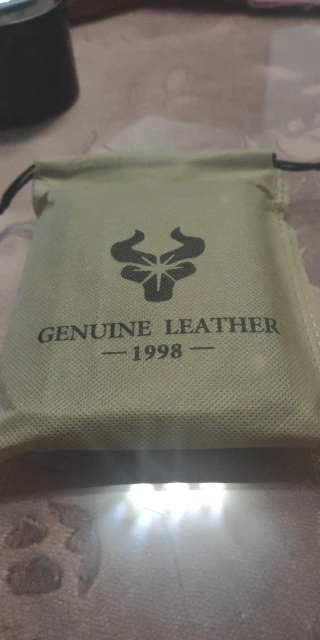 GENUINE LEATHER
— 1998 —